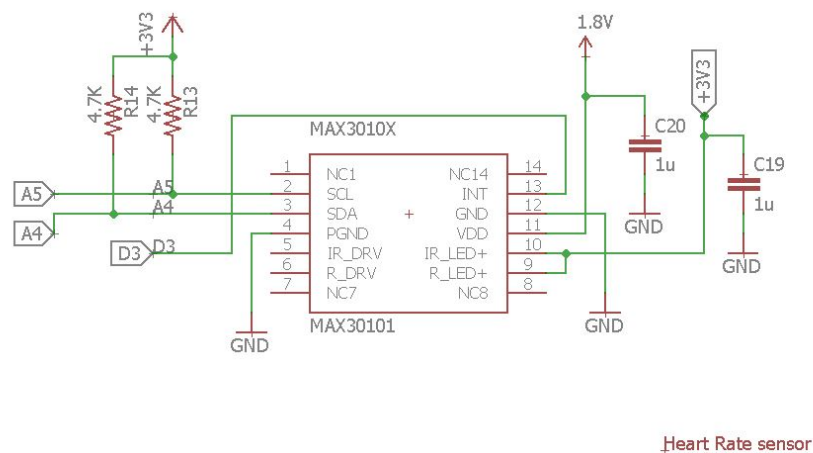 +3V3
1.8V
+3V3
4.7K
R14
4.7K
R13
C20
1u
C19
1u
GND
GND
MAX3010X
A5
A5
A4
A4
D3
D3
1
NC1
NC14
14
2
SCL
INT
13
3
SDA
GND
12
4
PGND
VDD
11
5
IR_DRV
IR_LED+
10
6
R_DRV
R_LED+
9
7
NC7
NC8
8
MAX30101
GND
GND
Heart Rate sensor